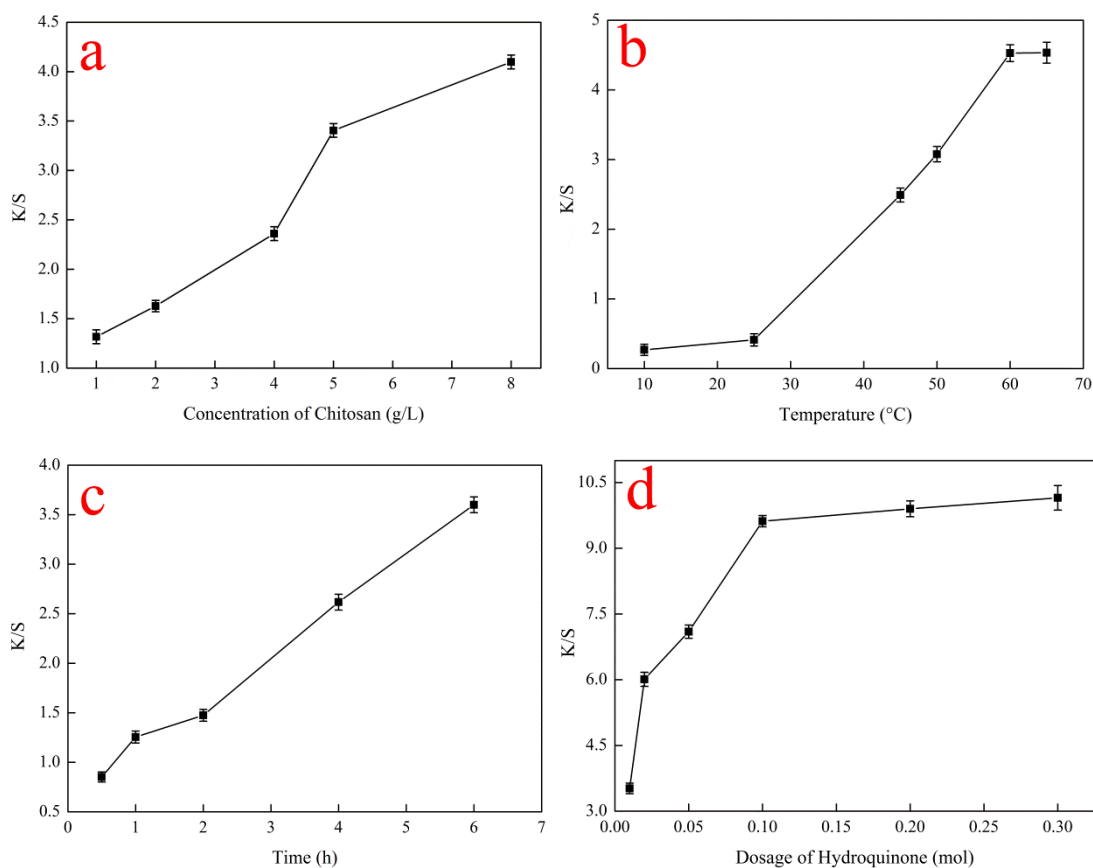 a
4.5
4.0
3.5
3.0
2.5
2.0
1.5
1.0
K/S
1 2 3 4 5 6 7 8
Concentration of Chitosan (g/L)
b
5
4
3
2
1
0
K/S
10 20 30 40 50 60 70
Temperature (°C)
c
4.0
3.5
3.0
2.5
2.0
1.5
1.0
0.5
K/S
0 1 2 3 4 5 6 7
Time (h)
d
10.5
9.0
7.5
6.0
4.5
3.0
K/S
0.00 0.05 0.10 0.15 0.20 0.25 0.30
Dosage of Hydroquinone (mol)